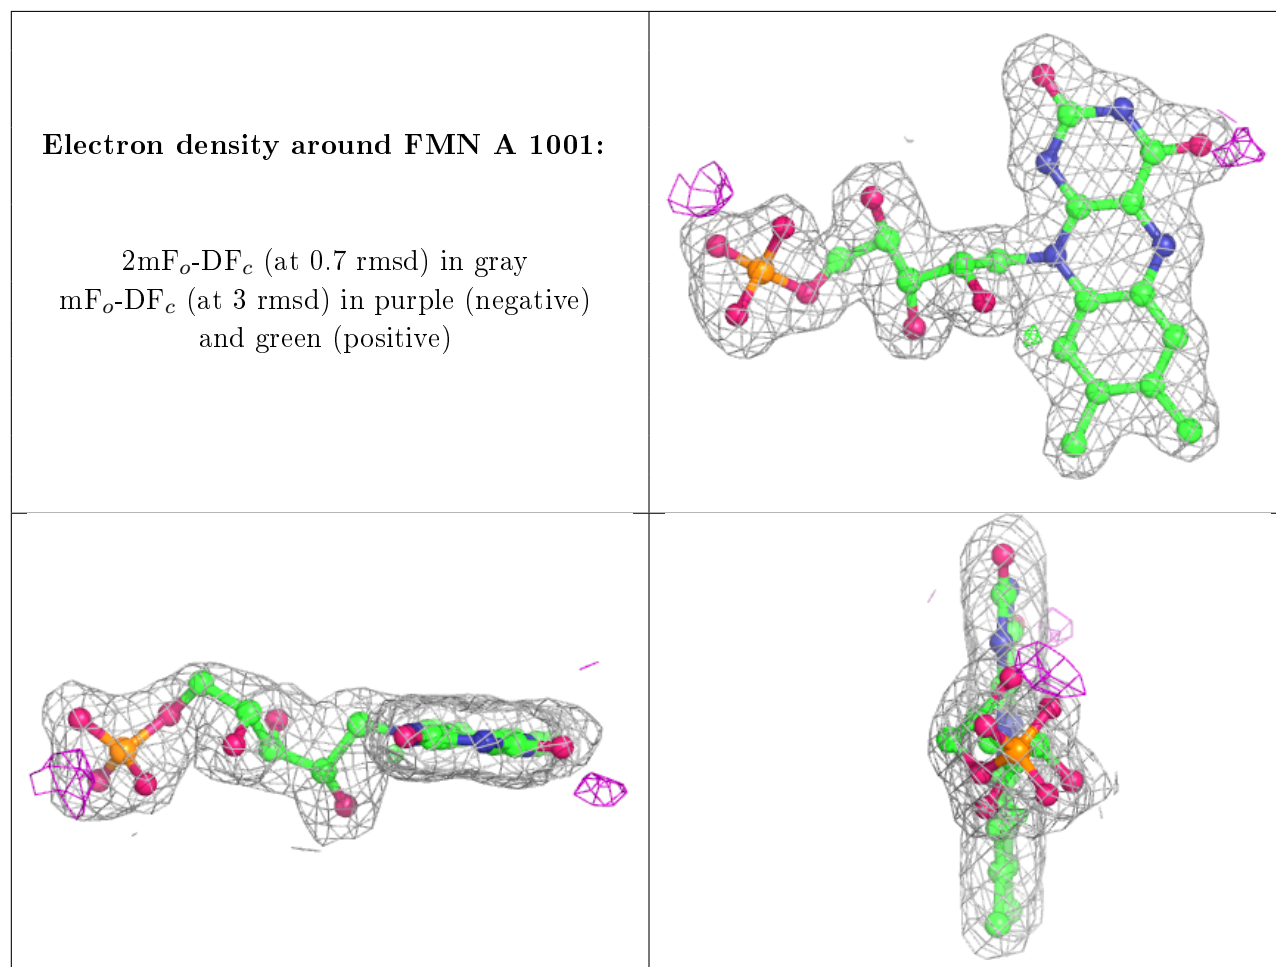 Electron density around FMN A 1001:
2mFo-DFc (at 0.7 rmsd) in gray
mFo-DFc (at 3 rmsd) in purple (negative)
and green (positive)